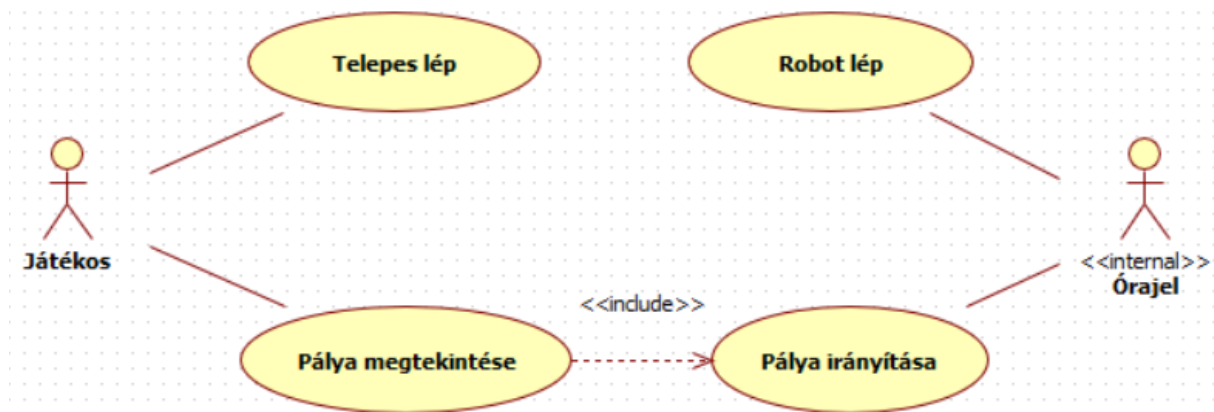 Telepes lép
Robot lép
Játékos
<<internal>>
Órajel
<<include>>
Pálya megtekintése
Pálya irányítása